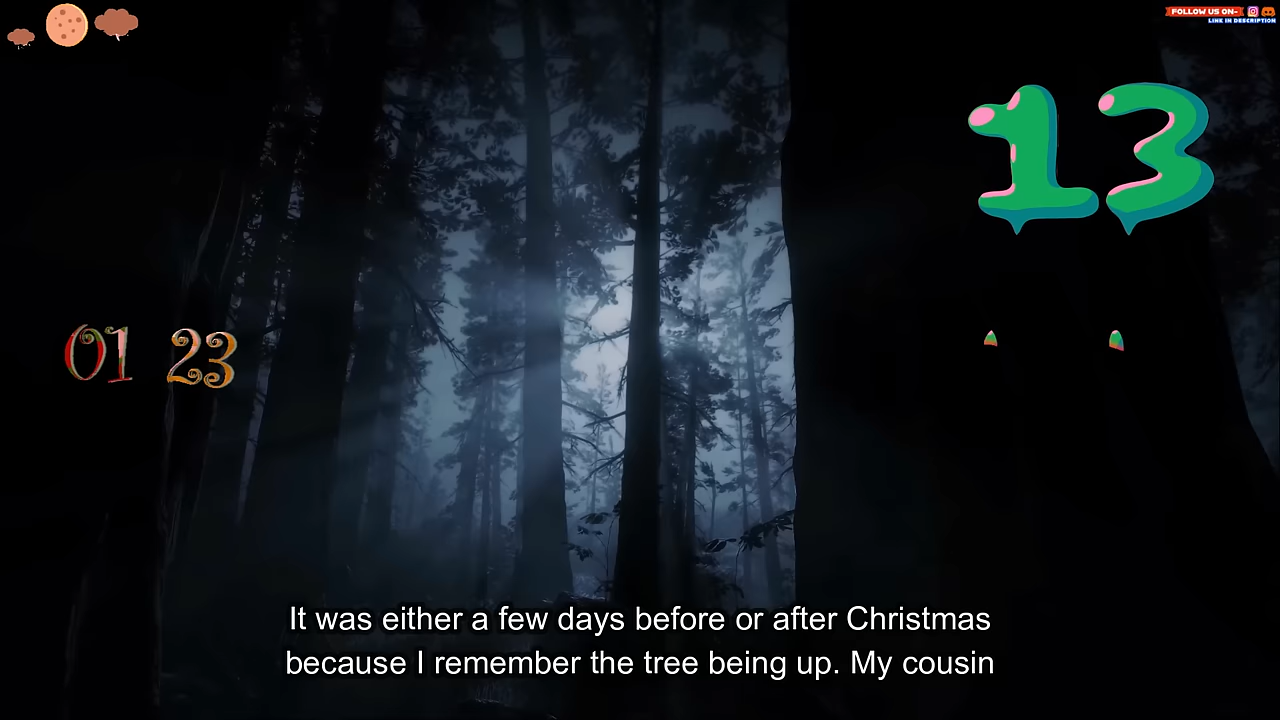 FOLLOW US ON-
LINK IN DESCRIPTION
13
01 23
It was either a few days before or after Christmas
because I remember the tree being up. My cousin